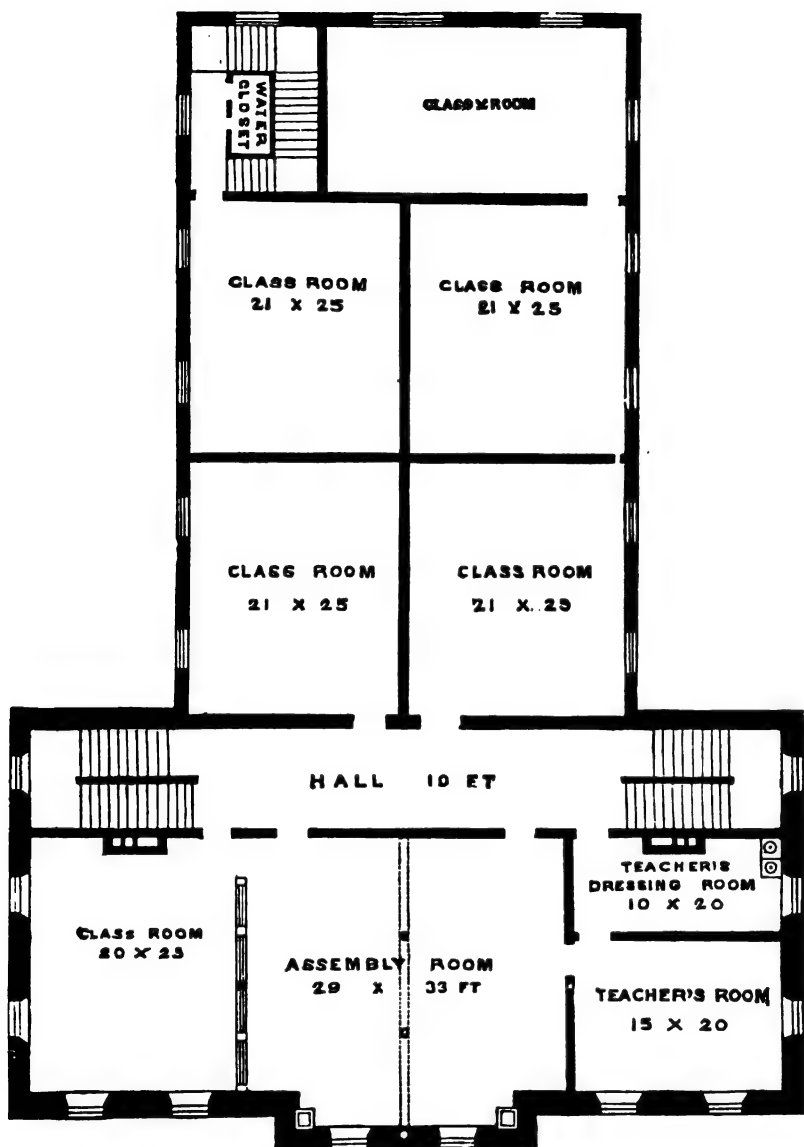 WATER
CLOSET
CLASS ROOM
CLASS ROOM
21 X 25
CLASS ROOM
21 X 25
CLASS ROOM
21 X 25
CLASS ROOM
21 X 25
HALL 10 FT
TEACHER'S
DRESSING ROOM
10 X 20
CLASS ROOM
20 X 25
ASSEMBLY ROOM
29 X 33 FT
TEACHER'S ROOM
15 X 20